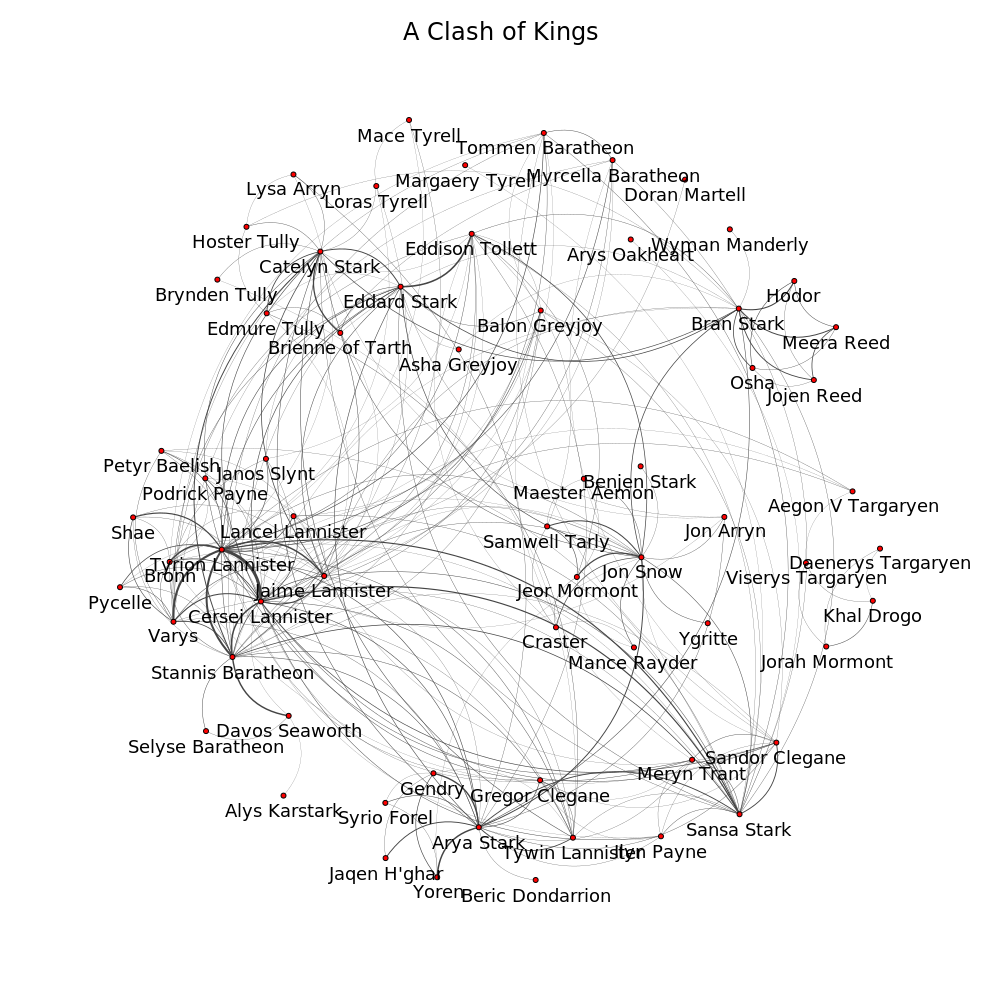 A Clash of Kings
Mace Tyrell
Tommen Baratheon
Myrcella Baratheon
Margaery Tyrell
Lysa Arryn
Loras Tyrell
Doran Martell
Hoster Tully
Eddison Tollett
Arys Oakheart
Wyman Manderly
Catelyn Stark
Brynden Tully
Eddard Stark
Hodor
Edmure Tully
Balon Greyjoy
Bran Stark
Brienne of Tarth
Meera Reed
Asha Greyjoy
Osha
Jojen Reed
Petyr Baelish
Janos Slynt
Benjen Stark
Podrick Payne
Maester Aemon
Aegon V Targaryen
Shae
Lancel Lannister
Samwell Tarly
Jon Arryn
Tyrion Lannister
Daenerys Targaryen
Bronn
Jon Snow
Viserys Targaryen
Jaime Lannister
Jeor Mormont
Pycelle
Cersei Lannister
Khal Drogo
Varys
Craster
Ygritte
Mance Rayder
Jorah Mormont
Stannis Baratheon
Davos Seaworth
Selyse Baratheon
Sandor Clegane
Meryn Trant
Gendry
Gregor Clegane
Alys Karstark
Syrio Forel
Sansa Stark
Arya Stark
Tywin Lannister
Ilyn Payne
Jaqen H'ghar
Yoren
Beric Dondarrion